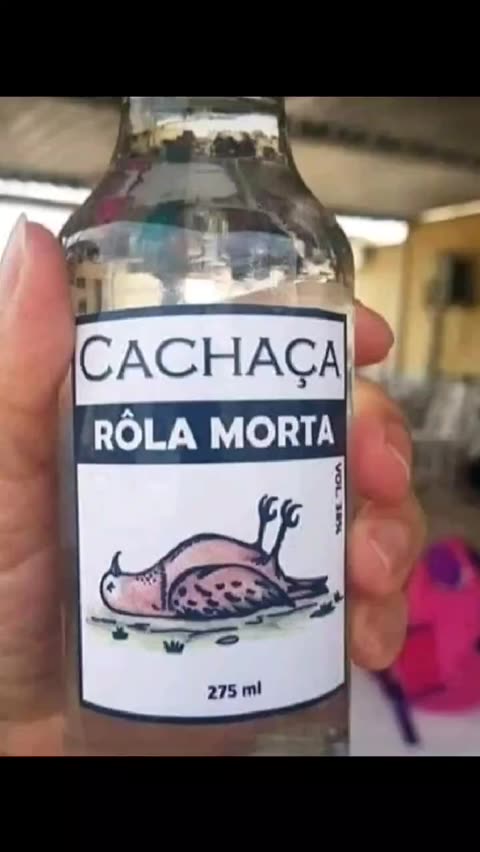 CACHAÇA
RÔLA MORTA
VOL. 38%
275 ml